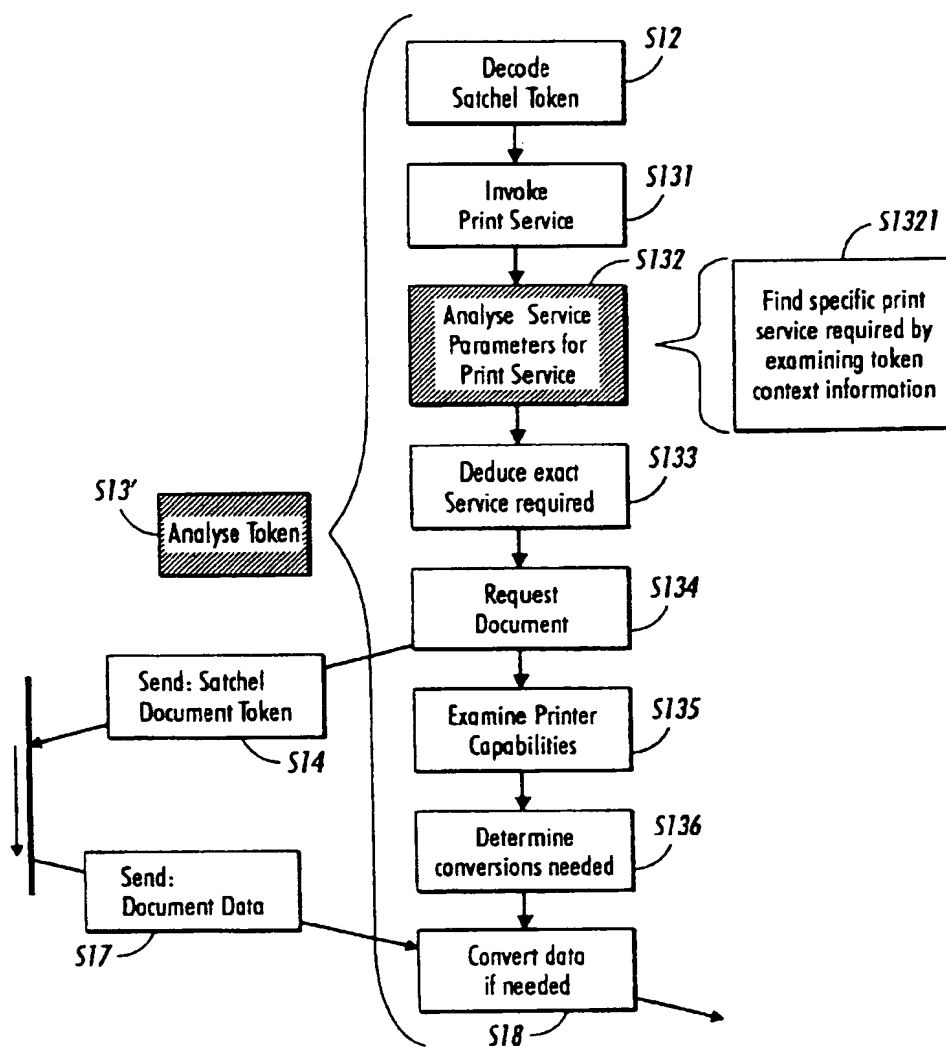 S12
Decode
Satchel Token
S131
Invoke
Print Service
S132
Analyse Service
Parameters for
Print Service
S1321
Find specific print
service required by
examining token
context information
S133
Deduce exact
Service required
S13'
Analyse Token
S134
Request
Document
Send: Satchel
Document Token
S14
S135
Examine Printer
Capabilities
S136
Determine
conversions needed
Send:
Document Data
S17
Convert data
if needed
S18